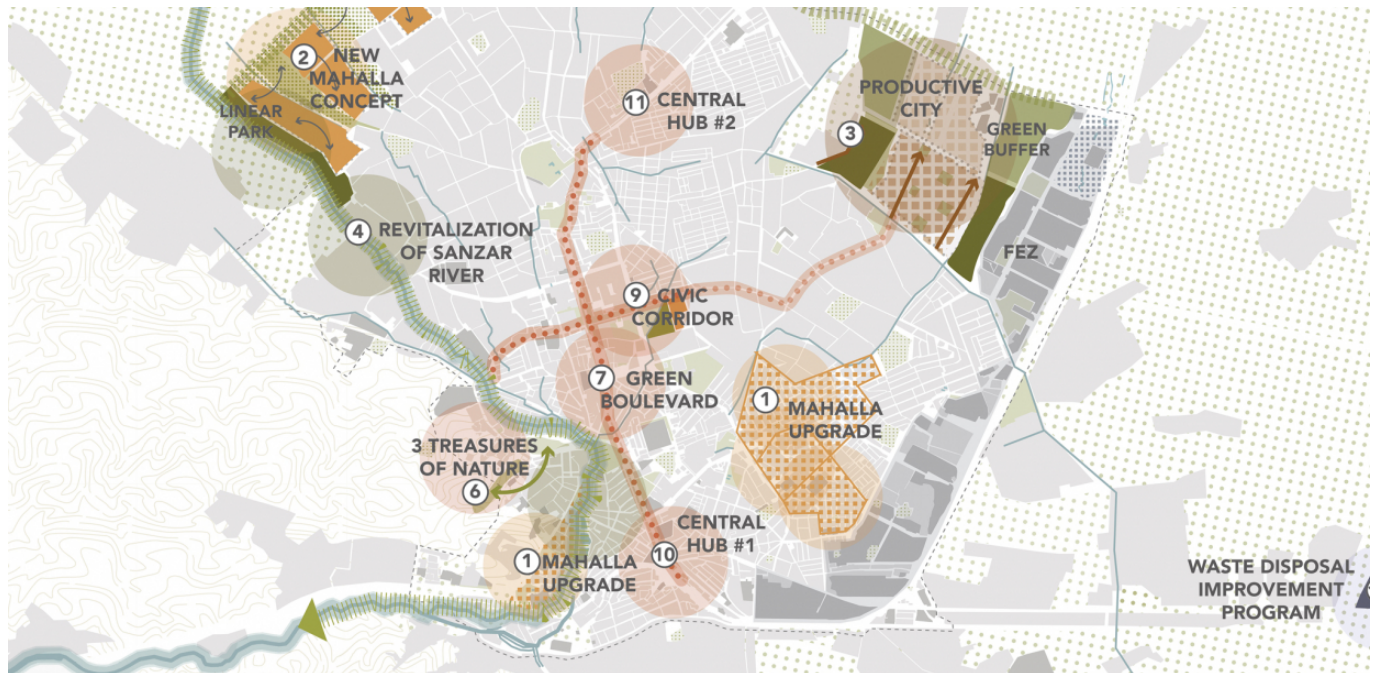 2 NEW
MAHALLA
CONCEPT
LINEAR
PARK
11 CENTRAL
HUB #2
PRODUCTIVE
CITY
3
GREEN
BUFFER
4 REVITALIZATION
OF SANZAR
RIVER
FEZ
9 CIVIC
CORRIDOR
7 GREEN
BOULEVARD
1 MAHALLA
UPGRADE
3 TREASURES
OF NATURE
6
CENTRAL
HUB #1
10
1 MAHALLA
UPGRADE
WASTE DISPOSAL
IMPROVEMENT
PROGRAM